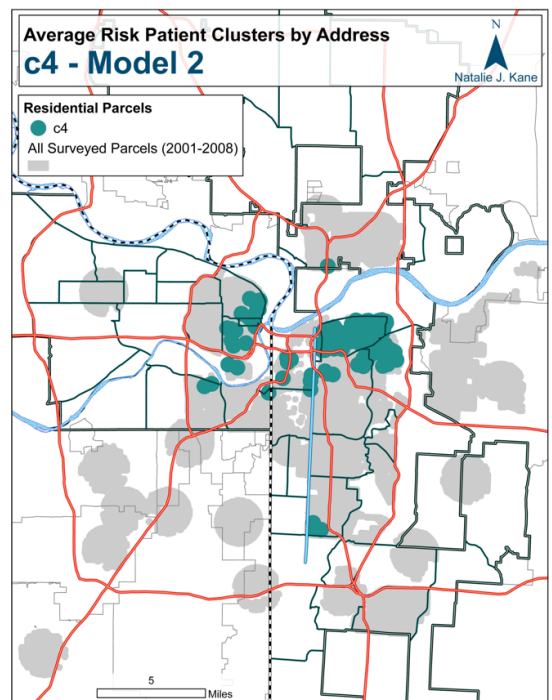 Average Risk Patient Clusters by Address
c4 - Model 2
N
Natalie J. Kane
Residential Parcels
c4
All Surveyed Parcels (2001-2008)
5
Miles